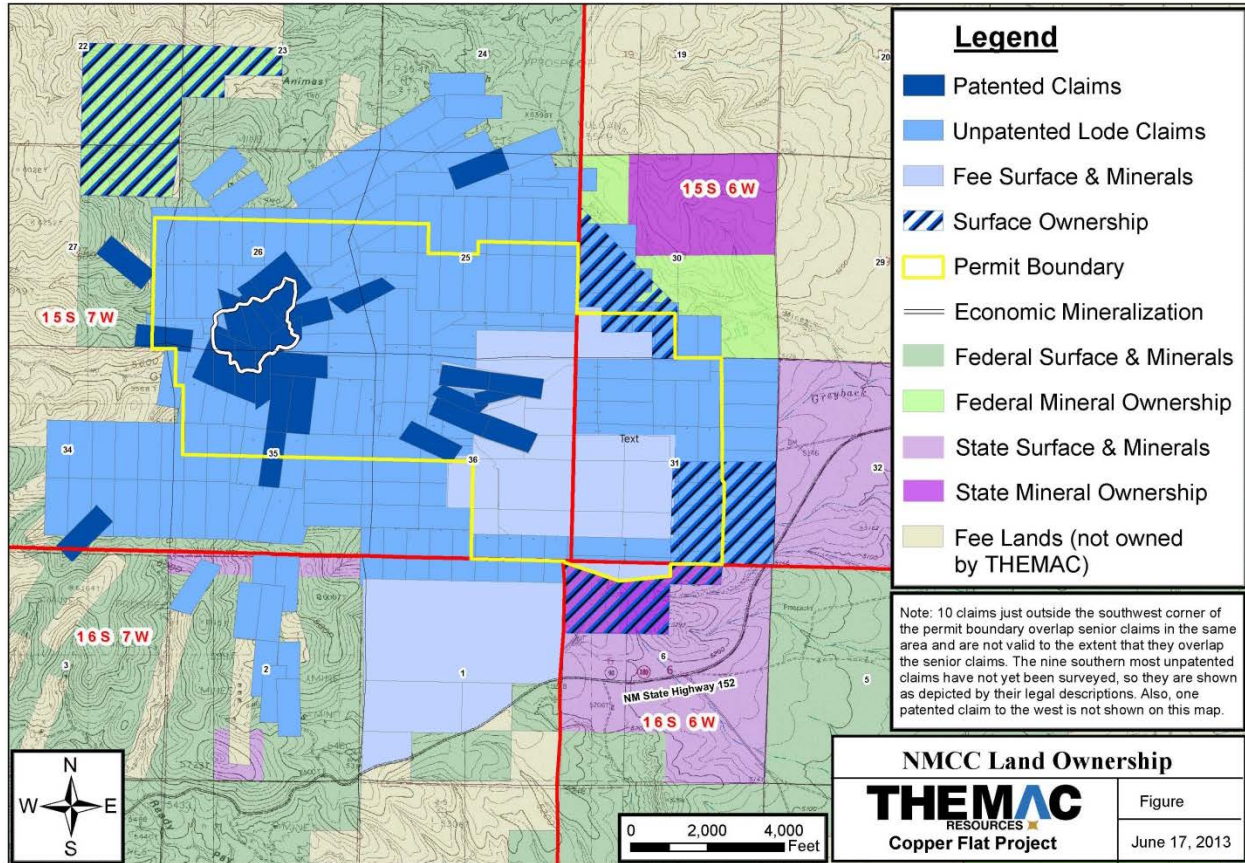 22
23
24
19
20
Animas
PROSPECT
15 S 6 W
27
26
25
30
29
15 S 7 W
Greyback
Text
34
35
36
31
32
16 S 7 W
3
2
1
6
5
NM State Highway 152
16 S 6 W
Legend
Patented Claims
Unpatented Lode Claims
Fee Surface & Minerals
Surface Ownership
Permit Boundary
Economic Mineralization
Federal Surface & Minerals
Federal Mineral Ownership
State Surface & Minerals
State Mineral Ownership
Fee Lands (not owned
by THEMAC)
Note: 10 claims just outside the southwest corner of
the permit boundary overlap senior claims in the same
area and are not valid to the extent that they overlap
the senior claims. The nine southern most unpatented
claims have not yet been surveyed, so they are shown
as depicted by their legal descriptions. Also, one
patented claim to the west is not shown on this map.
N
W E
S
0 2,000 4,000
Feet
NMCC Land Ownership
THEMAC
RESOURCES
Copper Flat Project
Figure
June 17, 2013